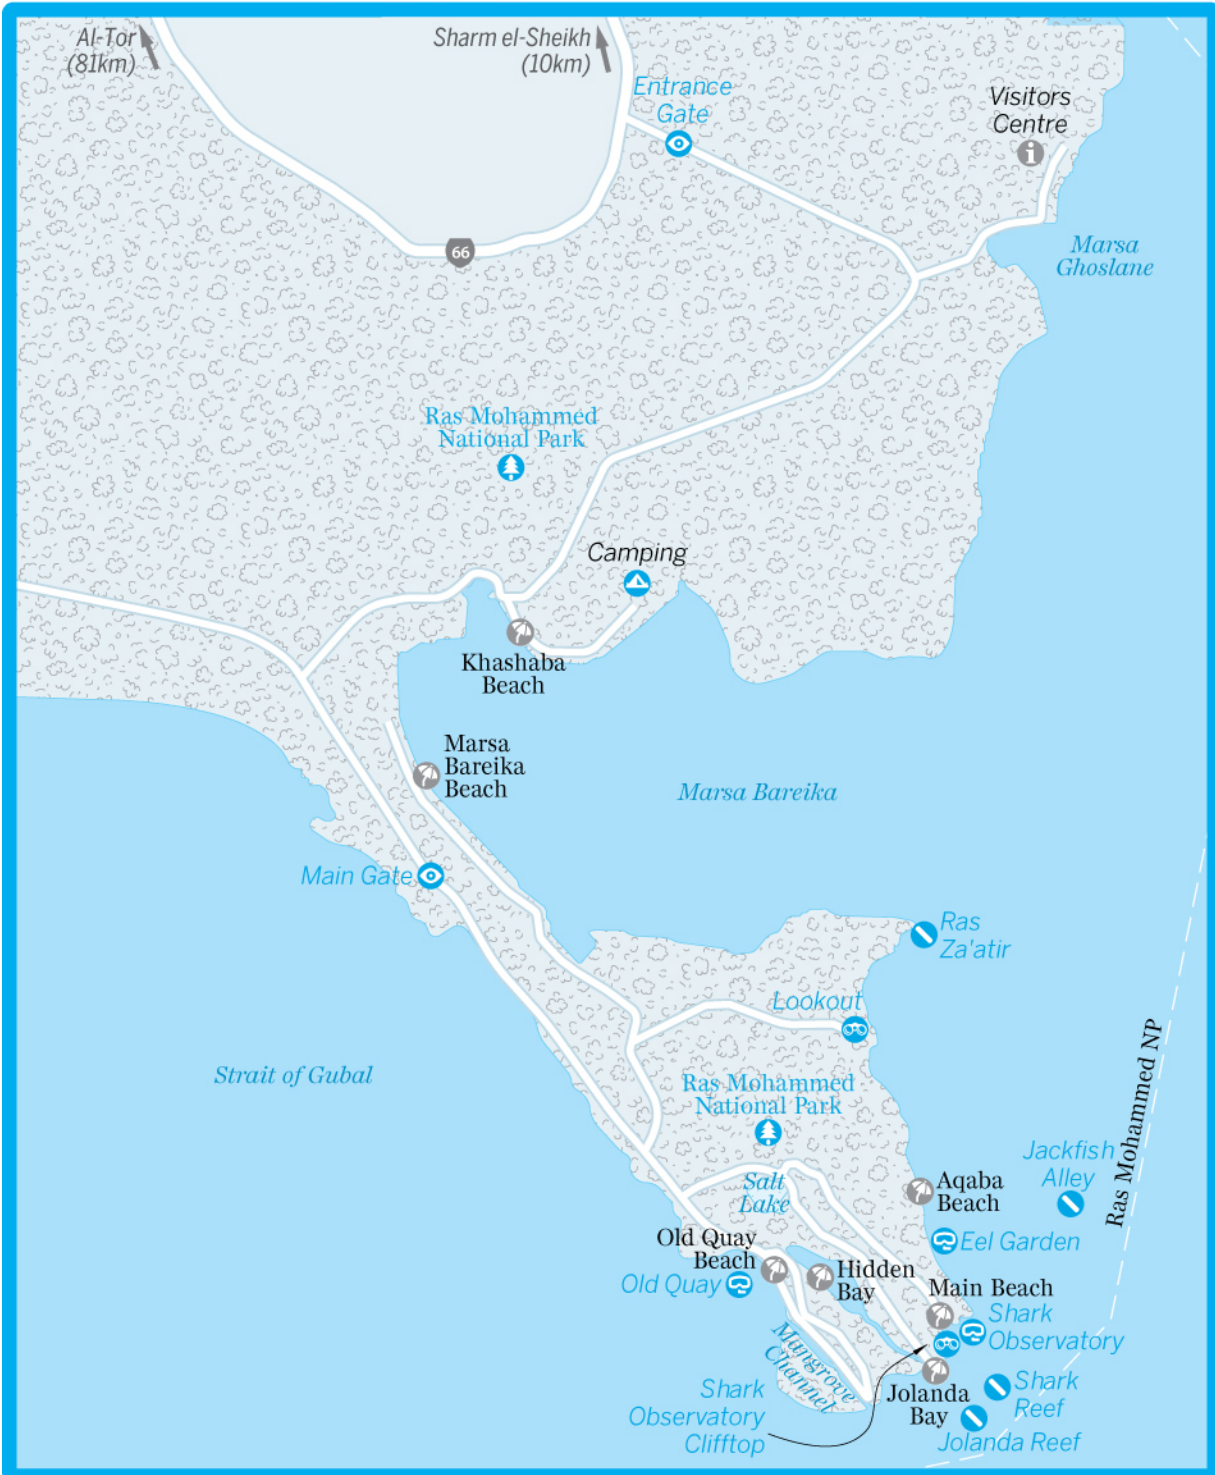 Al-Tor
(81km)
Sharm el-Sheikh
(10km)
Entrance
Gate
Visitors
Centre
i
66
Marsa
Ghoslane
Ras Mohammed
National Park
Camping
Khashaba
Beach
Marsa
Bareika
Beach
Marsa Bareika
Main Gate
Ras
Za'atir
Lookout
Strait of Gubal
Ras Mohammed
National Park
Ras Mohammed NP
Jackfish
Alley
Salt
Lake
Aqaba
Beach
Eel Garden
Old Quay
Beach
Old Quay
Hidden
Bay
Main Beach
Shark
Observatory
Mangrove
Channel
Shark
Observatory
Clifftop
Jolanda
Bay
Shark
Reef
Jolanda Reef